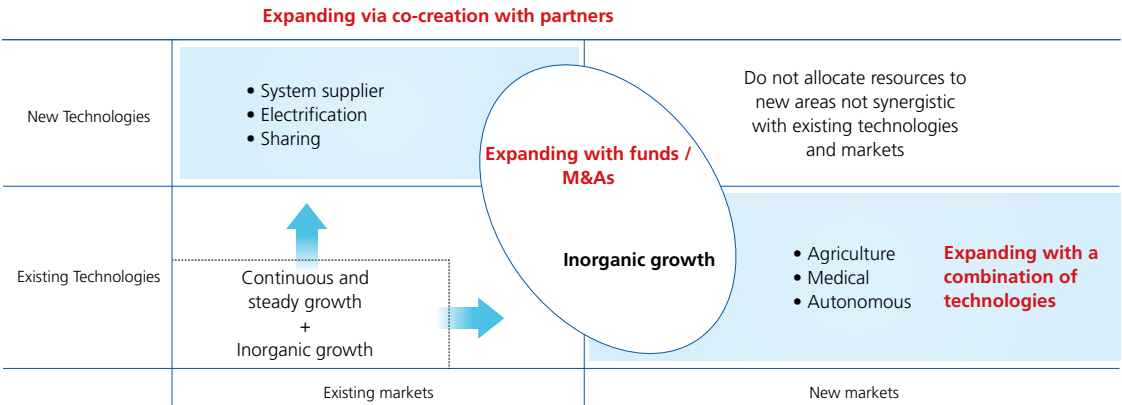 Expanding via co-creation with partners
New Technologies
• System supplier
• Electrification
• Sharing
Expanding with funds /
M&As
Do not allocate resources to
new areas not synergistic
with existing technologies
and markets
Existing Technologies
Continuous and
steady growth
+
Inorganic growth
Inorganic growth
• Agriculture
• Medical
• Autonomous
Expanding with a
combination of
technologies
Existing markets
New markets